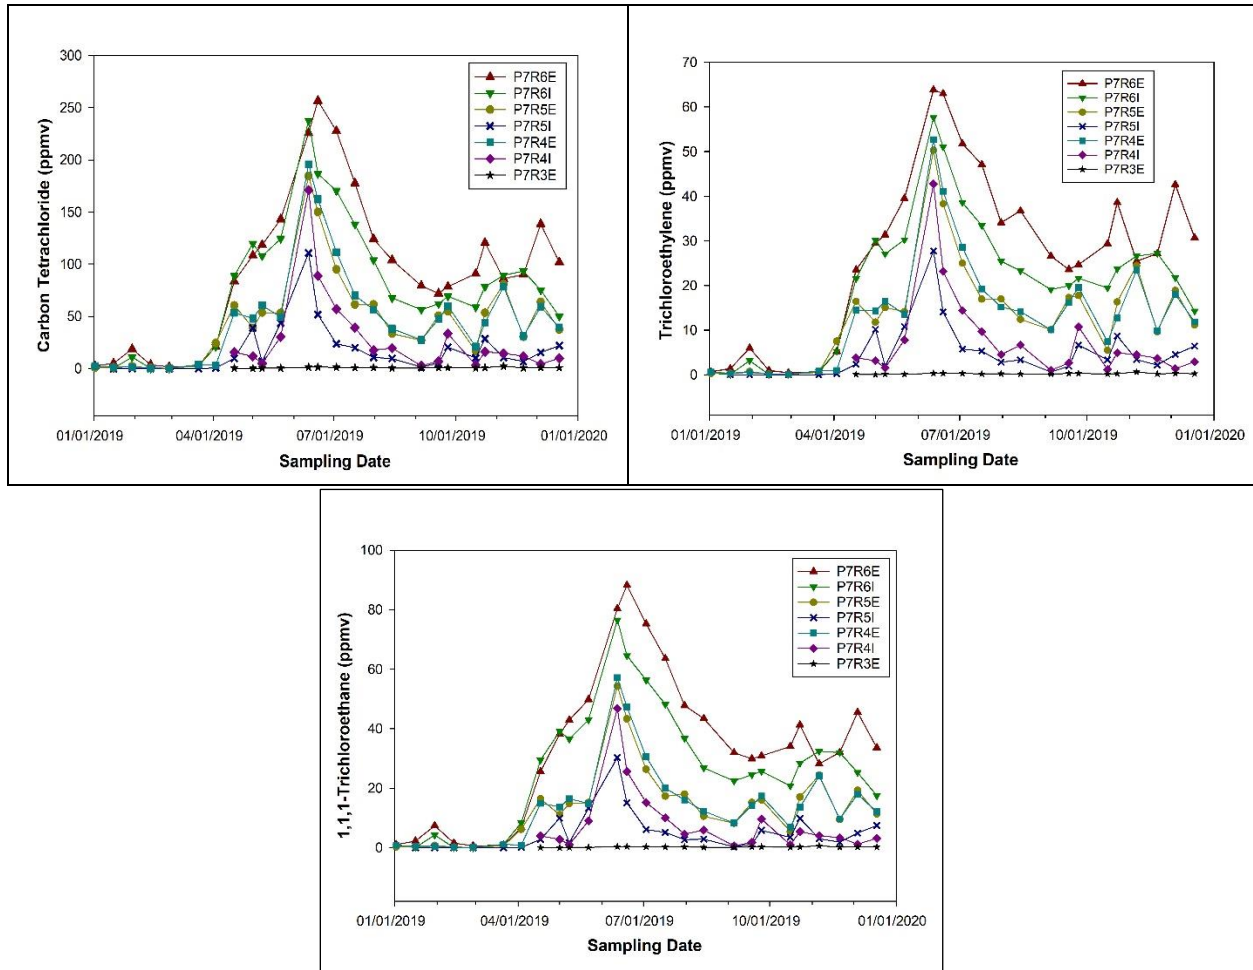 Carbon Tetrachloride (ppmv)
300
250
200
150
100
50
0
P7R6E
P7R6I
P7R5E
P7R5I
P7R4E
P7R4I
P7R3E
01/01/2019 04/01/2019 07/01/2019 10/01/2019 01/01/2020
Sampling Date
Trichloroethylene (ppmv)
70
60
50
40
30
20
10
0
P7R6E
P7R6I
P7R5E
P7R5I
P7R4E
P7R4I
P7R3E
01/01/2019 04/01/2019 07/01/2019 10/01/2019 01/01/2020
Sampling Date
1,1,1-Trichloroethane (ppmv)
100
80
60
40
20
0
P7R6E
P7R6I
P7R5E
P7R5I
P7R4E
P7R4I
P7R3E
01/01/2019 04/01/2019 07/01/2019 10/01/2019 01/01/2020
Sampling Date